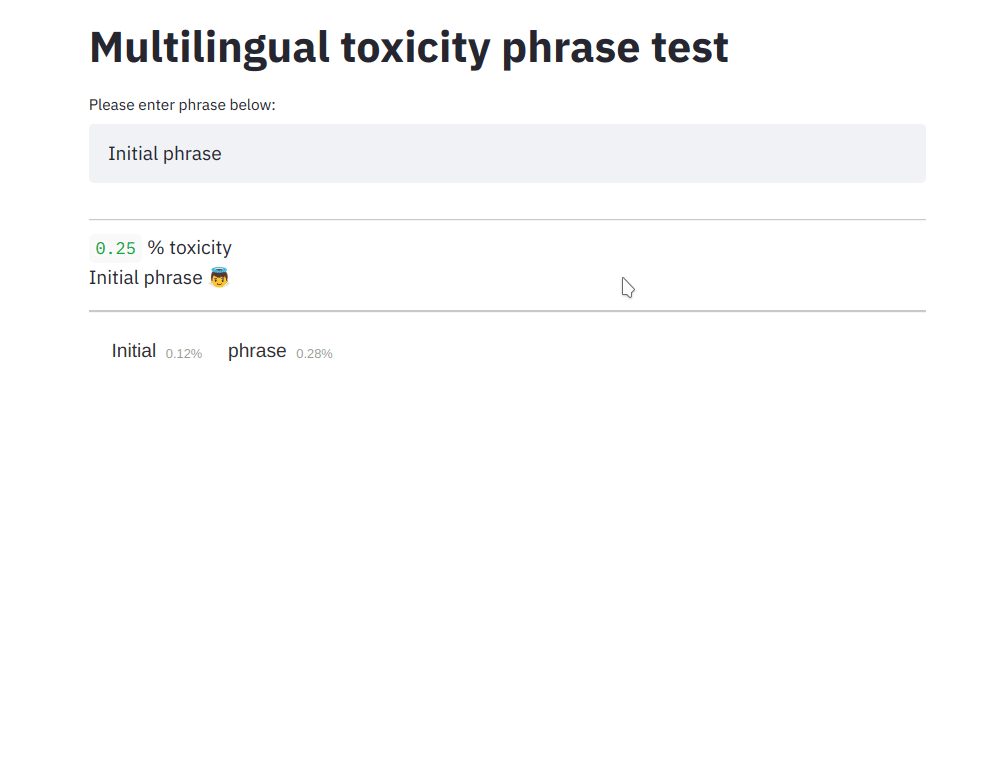 Multilingual toxicity phrase test
Please enter phrase below:
Initial phrase
0.25 % toxicity
Initial phrase 👼
Initial 0.12% phrase 0.28%